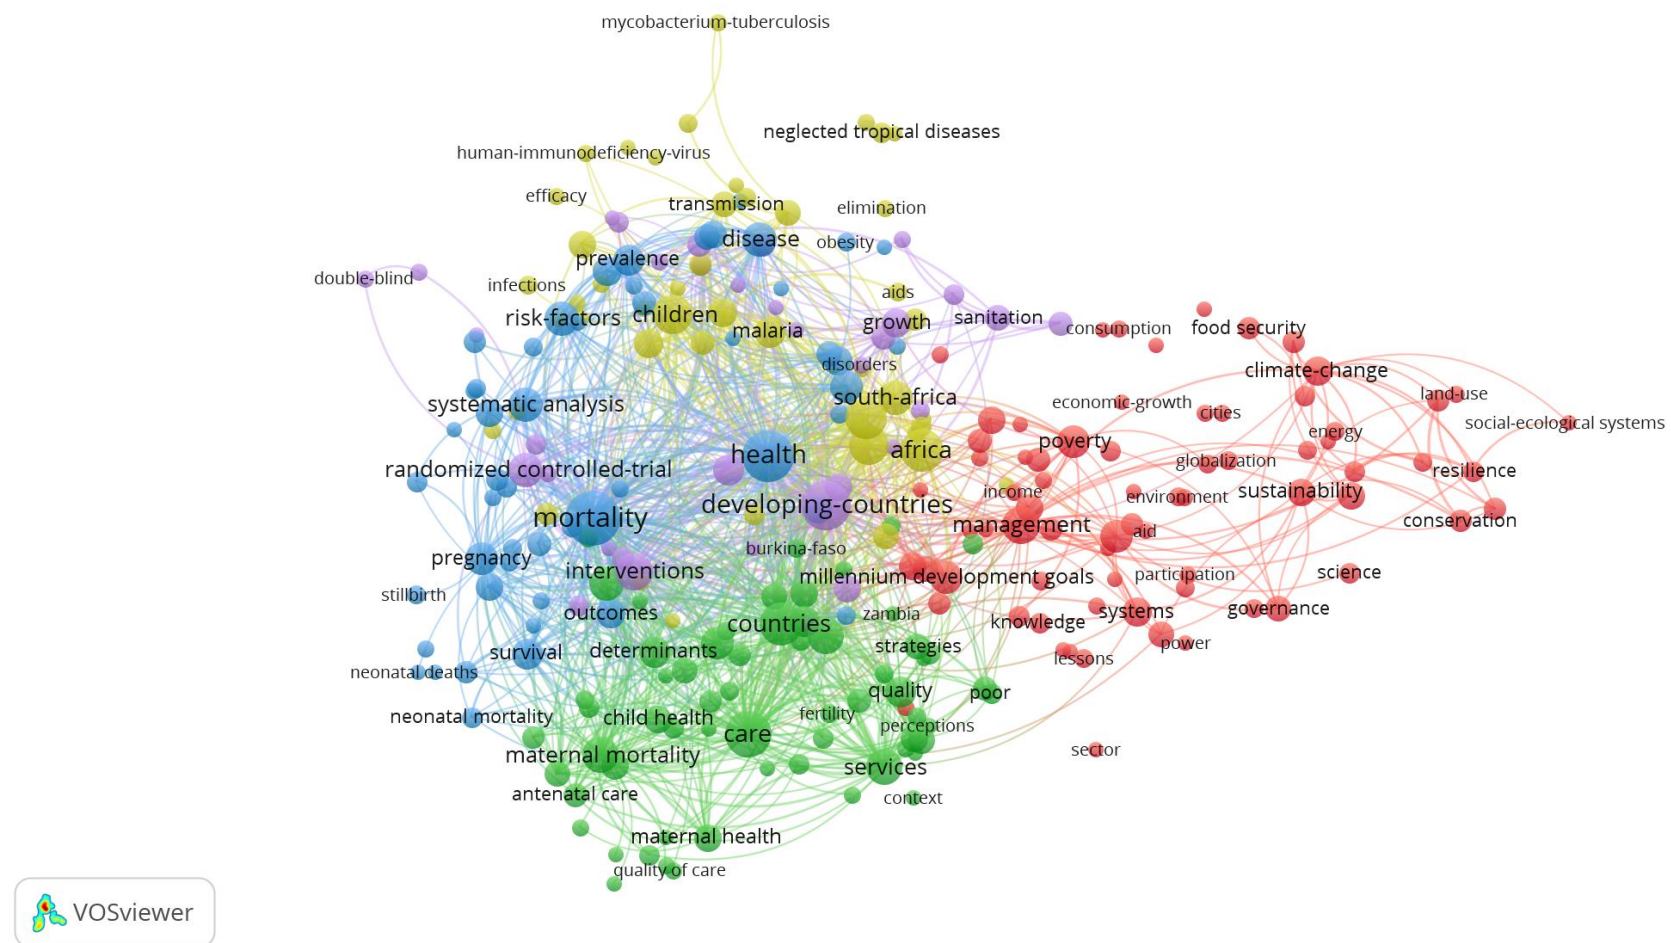 mycobacterium-tuberculosis
neglected tropical diseases
human-immunodeficiency-virus
efficacy
transmission
elimination
disease
obesity
prevalence
double-blind
infections
aids
risk-factors
children
malaria
growth
sanitation
consumption
food security
disorders
climate-change
systematic analysis
south-africa
economic-growth
cities
land-use
social-ecological systems
energy
health
africa
poverty
randomized controlled-trial
globalization
resilience
income
environment
sustainability
developing-countries
mortality
management
aid
conservation
burkina-faso
pregnancy
interventions
millennium development goals
participation
science
stillbirth
outcomes
countries
zambia
knowledge
systems
governance
survival
determinants
strategies
lessons
power
neonatal deaths
quality
poor
neonatal mortality
child health
fertility
perceptions
care
maternal mortality
services
sector
antenatal care
context
maternal health
quality of care
VOSviewer